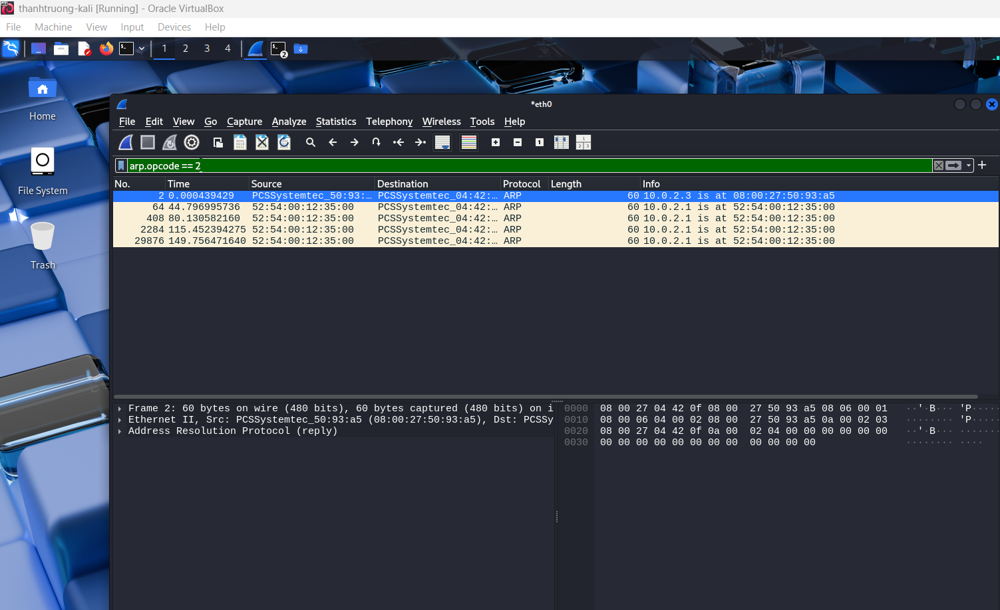 thanhtruong-kali [Running] - Oracle VirtualBox
File Machine View Input Devices Help
1 2 3 4 2
Home
File System
Trash
*eth0
File Edit View Go Capture Analyze Statistics Telephony Wireless Tools Help
arp.opcode == 2
No. Time Source Destination Protocol Length Info
2 0.000439429 PCSSystemtec_50:93:… PCSSystemtec_04:42:… ARP 60 10.0.2.3 is at 08:00:27:50:93:a5
64 44.796995736 52:54:00:12:35:00 PCSSystemtec_04:42:… ARP 60 10.0.2.1 is at 52:54:00:12:35:00
408 80.130582160 52:54:00:12:35:00 PCSSystemtec_04:42:… ARP 60 10.0.2.1 is at 52:54:00:12:35:00
2284 115.452394275 52:54:00:12:35:00 PCSSystemtec_04:42:… ARP 60 10.0.2.1 is at 52:54:00:12:35:00
29876 149.756471640 52:54:00:12:35:00 PCSSystemtec_04:42:… ARP 60 10.0.2.1 is at 52:54:00:12:35:00
Frame 2: 60 bytes on wire (480 bits), 60 bytes captured (480 bits) on i
Ethernet II, Src: PCSSystemtec_50:93:a5 (08:00:27:50:93:a5), Dst: PCSSy
Address Resolution Protocol (reply)
0000 08 00 27 04 42 0f 08 00 27 50 93 a5 08 06 00 01 ··'·B··· 'P·····
0010 08 00 06 04 00 02 08 00 27 50 93 a5 0a 00 02 03 ········ 'P·····
0020 08 00 27 04 42 0f 0a 00 02 04 00 00 00 00 00 00 ··'·B··· ·······
0030 00 00 00 00 00 00 00 00 00 00 00 00 ········ ····